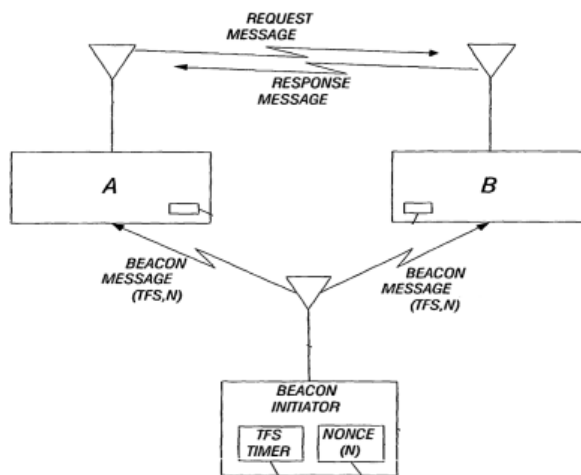 REQUEST
MESSAGE
RESPONSE
MESSAGE
A
B
BEACON
MESSAGE
(TFS,N)
BEACON
MESSAGE
(TFS,N)
BEACON
INITIATOR
TFS
TIMER
NONCE
(N)